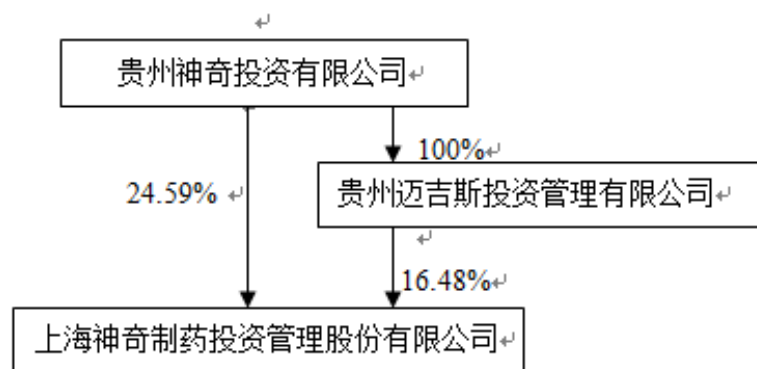 贵州神奇投资有限公司
100%
24.59%
贵州迈吉斯投资管理有限公司
16.48%
上海神奇制药投资管理股份有限公司